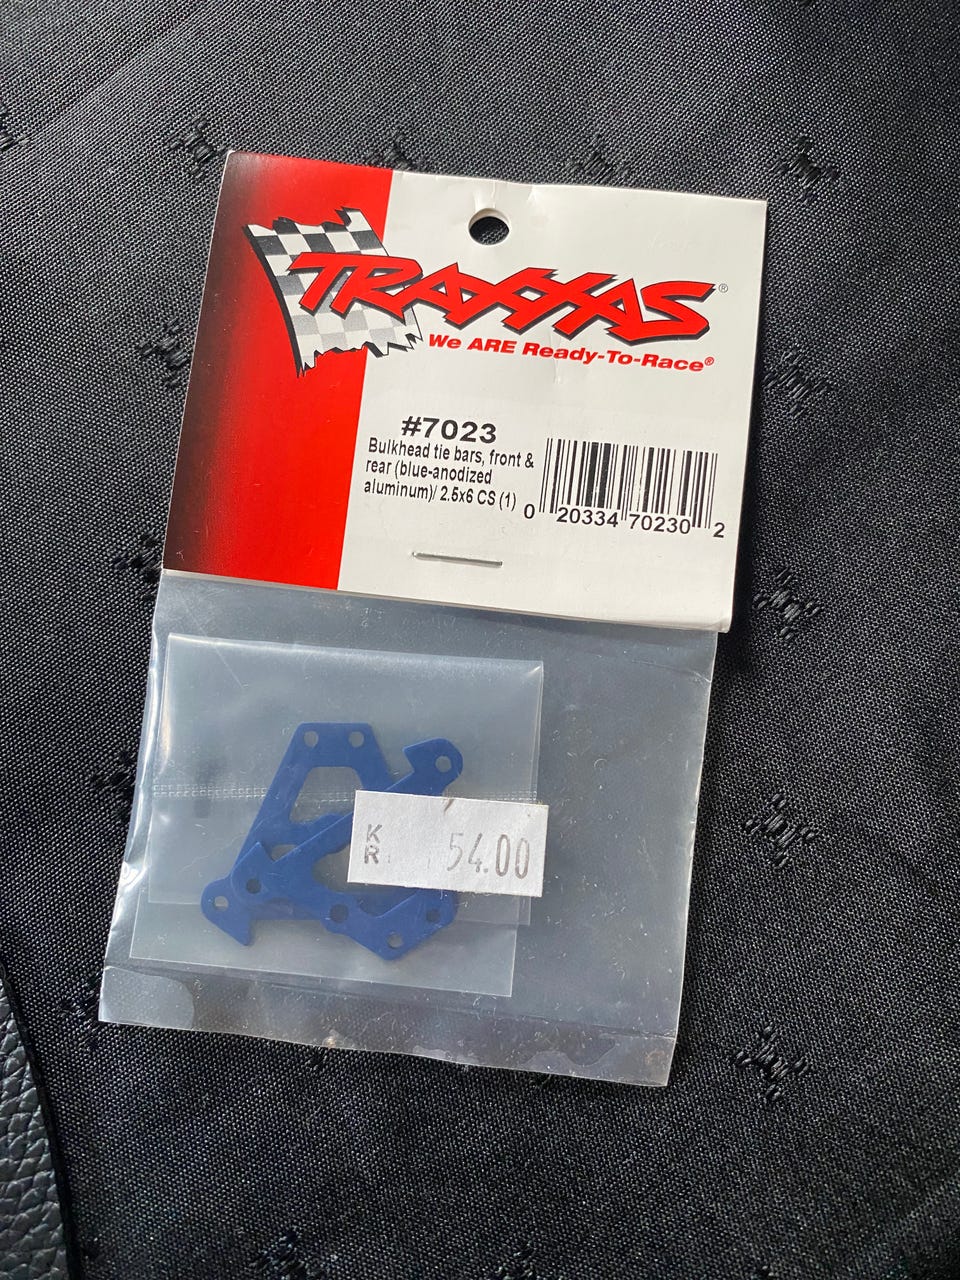 TRAXXAS®
We ARE Ready-To-Race®
#7023
Bulkhead tie bars, front &
rear (blue-anodized
aluminum)/ 2.5x6 CS (1)
0 20334 70230 2
K
R 54.00